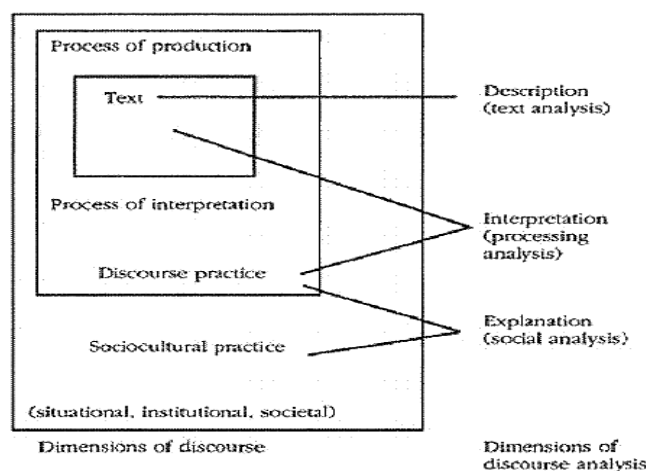 Process of production
Text
Description
(text analysis)
Process of interpretation
Interpretation
(processing
analysis)
Discourse practice
Explanation
(social analysis)
Sociocultural practice
(situational, institutional, societal)
Dimensions of discourse
Dimensions of
discourse analysis